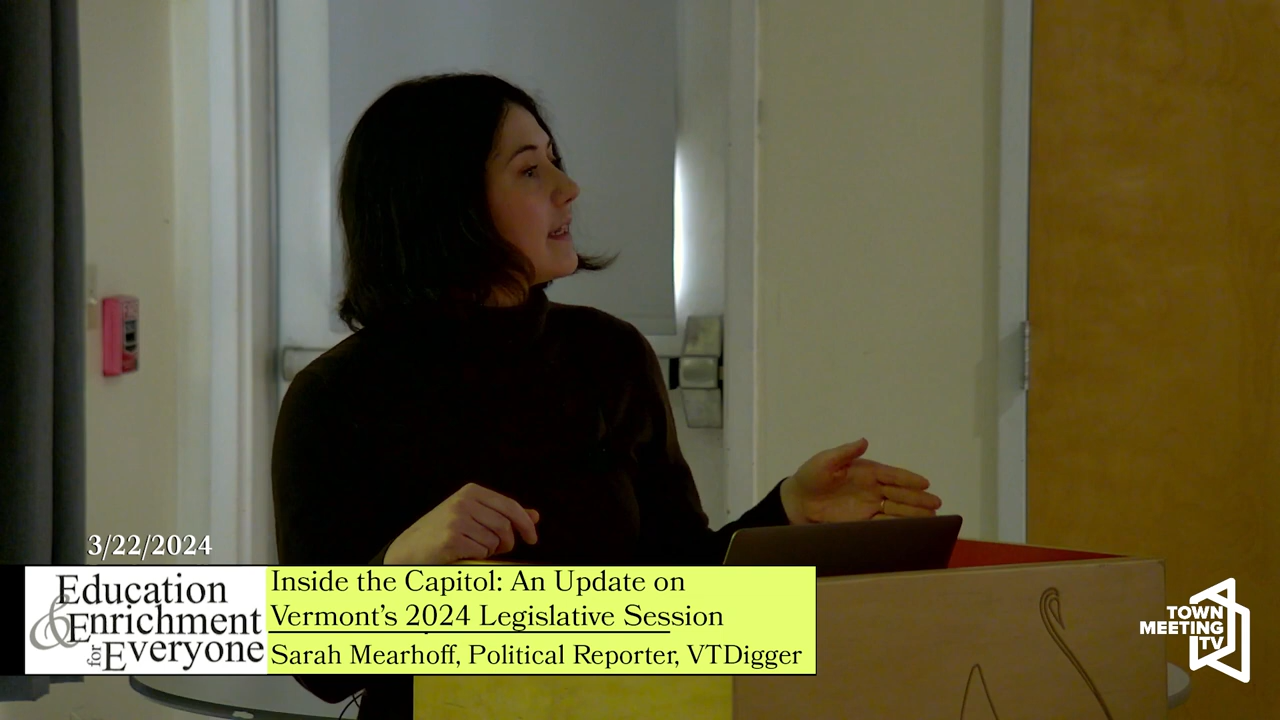 3/22/2024
Education
& Enrichment
for Everyone
Inside the Capitol: An Update on
Vermont's 2024 Legislative Session
Sarah Mearhoff, Political Reporter, VTDigger
TOWN
MEETING
TV